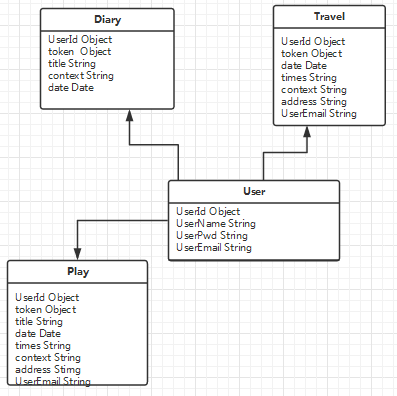 Diary
UserId Object
token Object
title String
context String
date Date
Travel
UserId Object
token Object
date Date
times String
context String
address String
UserEmail String
User
UserId Object
UserName String
UserPwd String
UserEmail String
Play
UserId Object
token Object
title String
date Date
times String
context String
address Stirng
UserEmail String